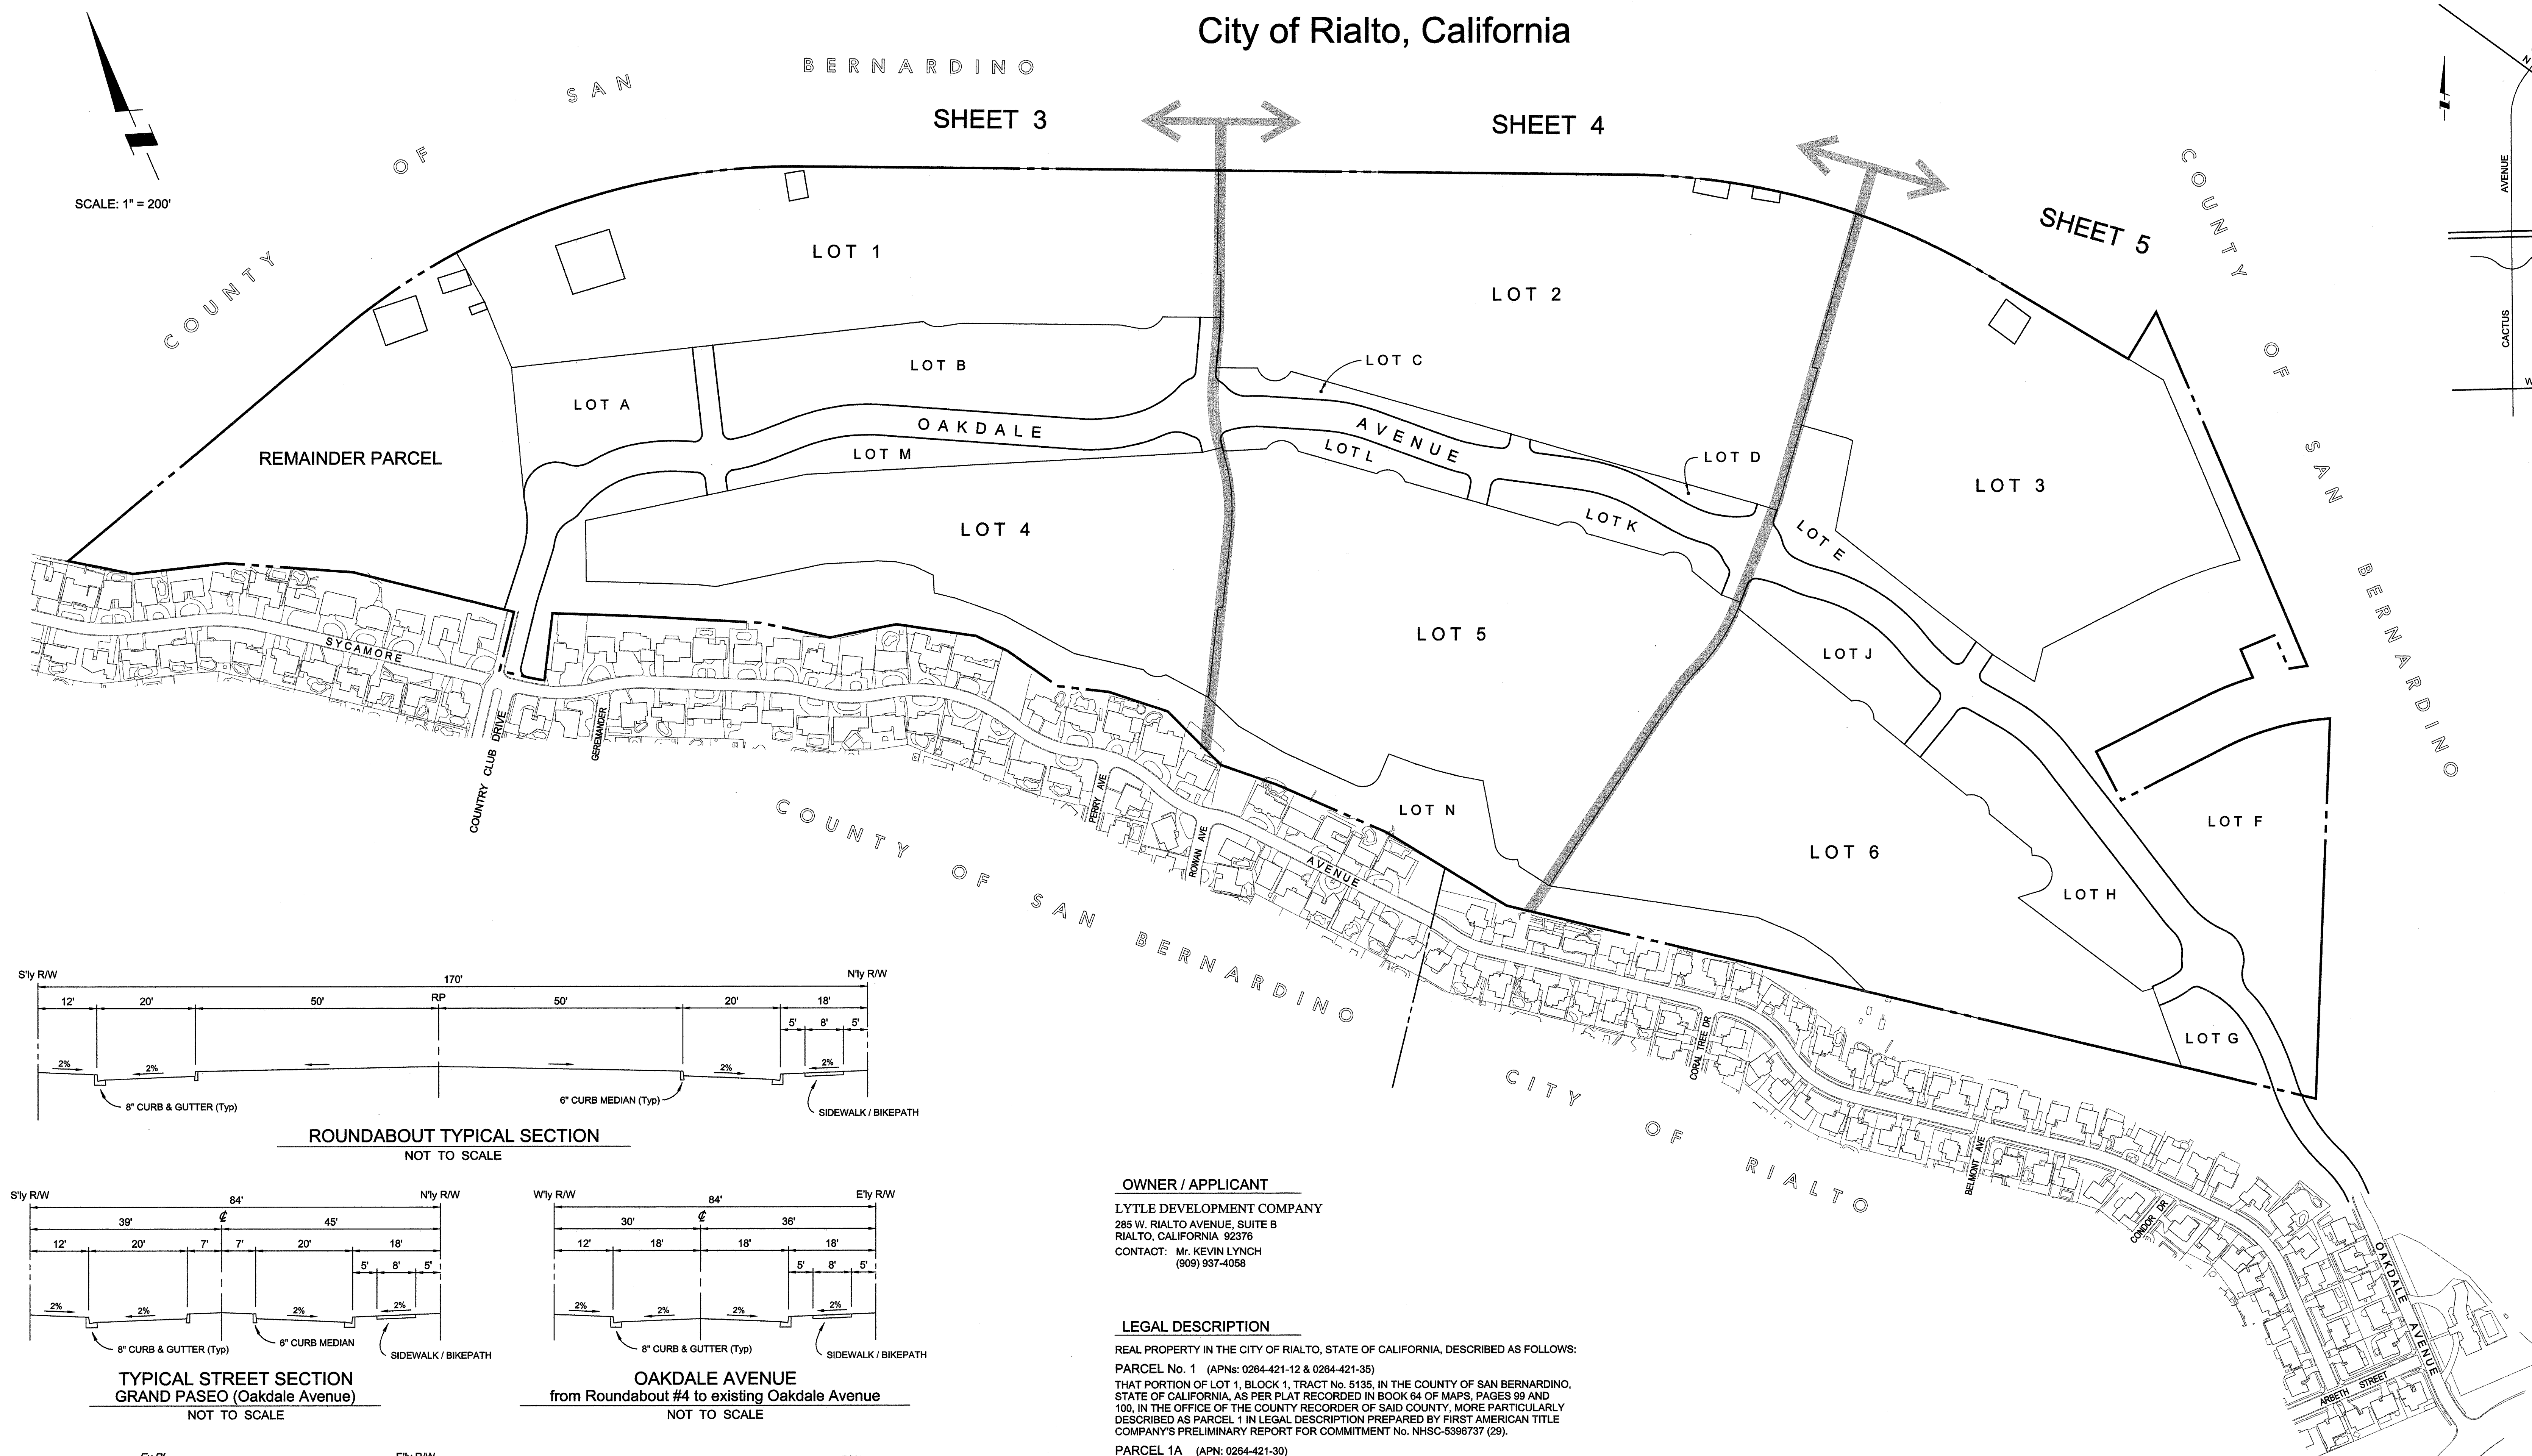 City of Rialto, California
COUNTY OF SAN BERNARDINO
SHEET 3
SHEET 4
SHEET 5
COUNTY OF SAN BERNARDINO
N
SCALE: 1" = 200'
AVENUE
CACTUS
W
LOT 1
LOT 2
LOT 3
LOT A
LOT B
LOT C
LOT D
LOT E
OAKDALE AVENUE
LOT M
LOT L
LOT K
REMAINDER PARCEL
LOT 4
LOT 5
LOT J
LOT 6
LOT N
LOT F
LOT H
LOT G
SYCAMORE
AVENUE
COUNTRY CLUB DRIVE
GEREMANDER
PERRY AVE
ROWAN AVE
CORAL TREE DR
BELMONT AVE
CONDOR DR
OAKDALE AVENUE
ARBETH STREET
COUNTY OF SAN BERNARDINO
CITY OF RIALTO
S'ly R/W
N'ly R/W
170'
RP
12' 20' 50' 50' 20' 18'
5' 8' 5'
2% 2% 2% 2%
8" CURB & GUTTER (Typ)
6" CURB MEDIAN (Typ)
SIDEWALK / BIKEPATH
ROUNDABOUT TYPICAL SECTION
NOT TO SCALE
S'ly R/W
N'ly R/W
84'
39' ℄ 45'
12' 20' 7' 7' 20' 18'
5' 8' 5'
2% 2% 2% 2%
8" CURB & GUTTER (Typ)
6" CURB MEDIAN
SIDEWALK / BIKEPATH
TYPICAL STREET SECTION
GRAND PASEO (Oakdale Avenue)
NOT TO SCALE
W'ly R/W
E'ly R/W
84'
30' ℄ 36'
12' 18' 18' 18'
5' 8' 5'
2% 2% 2% 2%
8" CURB & GUTTER (Typ)
SIDEWALK / BIKEPATH
OAKDALE AVENUE
from Roundabout #4 to existing Oakdale Avenue
NOT TO SCALE
E'ly R/W
OWNER / APPLICANT
LYTLE DEVELOPMENT COMPANY
285 W. RIALTO AVENUE, SUITE B
RIALTO, CALIFORNIA 92376
CONTACT: Mr. KEVIN LYNCH
(909) 937-4058
LEGAL DESCRIPTION
REAL PROPERTY IN THE CITY OF RIALTO, STATE OF CALIFORNIA, DESCRIBED AS FOLLOWS:
PARCEL No. 1 (APNs: 0264-421-12 & 0264-421-35)
THAT PORTION OF LOT 1, BLOCK 1, TRACT No. 5135, IN THE COUNTY OF SAN BERNARDINO,
STATE OF CALIFORNIA, AS PER PLAT RECORDED IN BOOK 64 OF MAPS, PAGES 99 AND
100, IN THE OFFICE OF THE COUNTY RECORDER OF SAID COUNTY, MORE PARTICULARLY
DESCRIBED AS PARCEL 1 IN LEGAL DESCRIPTION PREPARED BY FIRST AMERICAN TITLE
COMPANY'S PRELIMINARY REPORT FOR COMMITMENT No. NHSC-5396737 (29).
PARCEL 1A (APN: 0264-421-30)